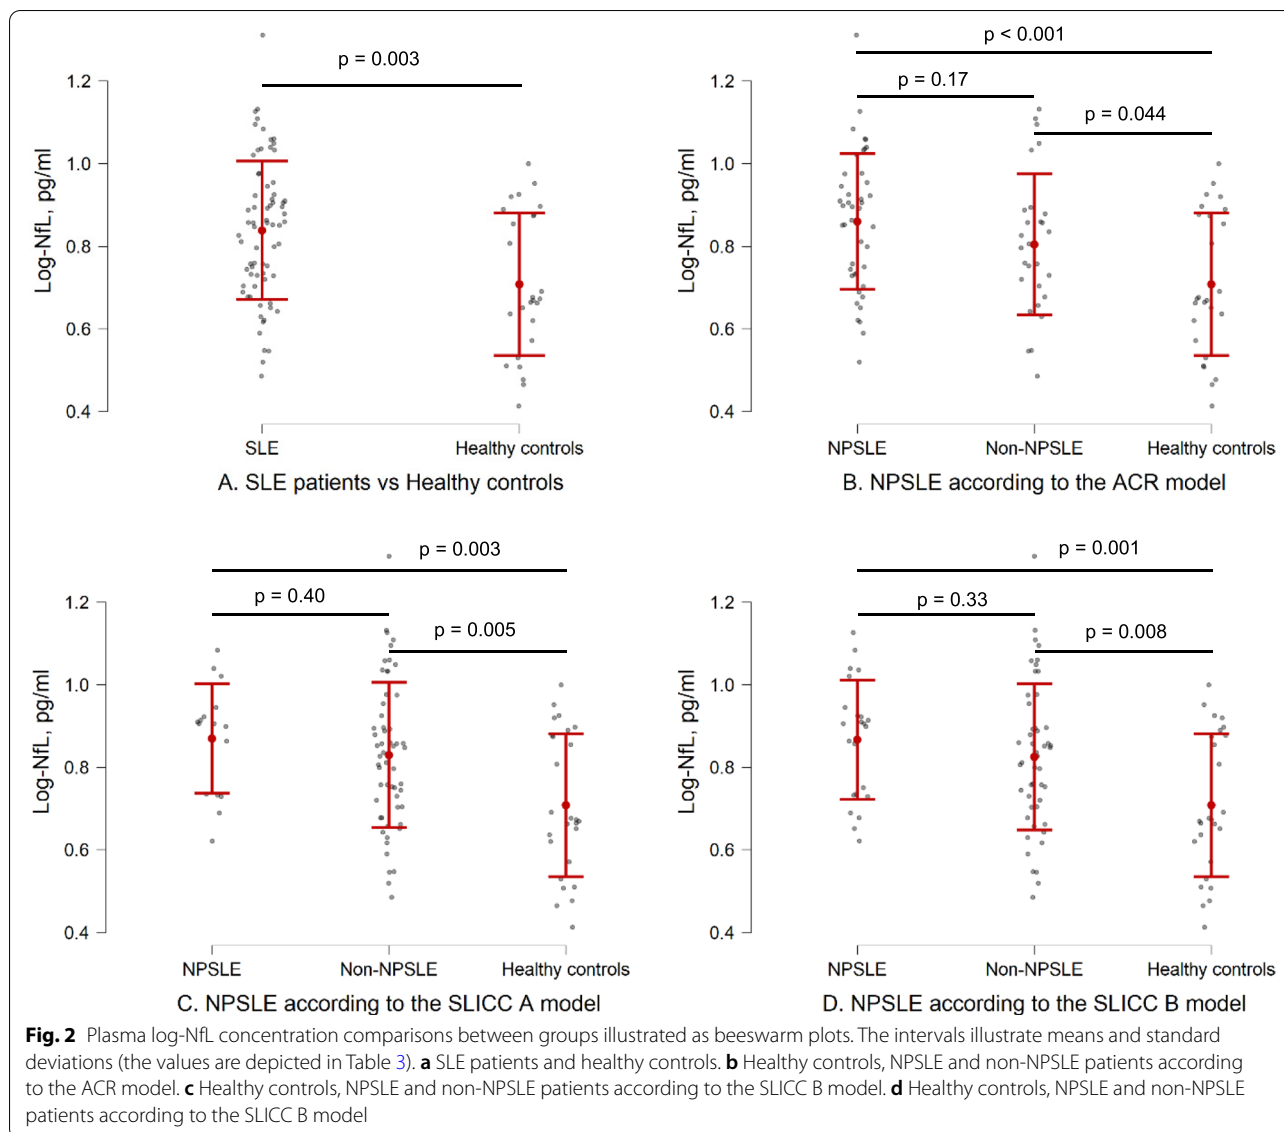 p = 0.003
1.2
1.0
0.8
0.6
0.4
Log-NfL, pg/ml
SLE
Healthy controls
A. SLE patients vs Healthy controls
p < 0.001
p = 0.17
p = 0.044
1.2
1.0
0.8
0.6
0.4
Log-NfL, pg/ml
NPSLE
Non-NPSLE
Healthy controls
B. NPSLE according to the ACR model
p = 0.003
p = 0.40
p = 0.005
1.2
1.0
0.8
0.6
0.4
Log-NfL, pg/ml
NPSLE
Non-NPSLE
Healthy controls
C. NPSLE according to the SLICC A model
p = 0.001
p = 0.33
p = 0.008
1.2
1.0
0.8
0.6
0.4
Log-NfL, pg/ml
NPSLE
Non-NPSLE
Healthy controls
D. NPSLE according to the SLICC B model
Fig. 2 Plasma log-NfL concentration comparisons between groups illustrated as beeswarm plots. The intervals illustrate means and standard
deviations (the values are depicted in Table 3). a SLE patients and healthy controls. b Healthy controls, NPSLE and non-NPSLE patients according
to the ACR model. c Healthy controls, NPSLE and non-NPSLE patients according to the SLICC B model. d Healthy controls, NPSLE and non-NPSLE
patients according to the SLICC B model